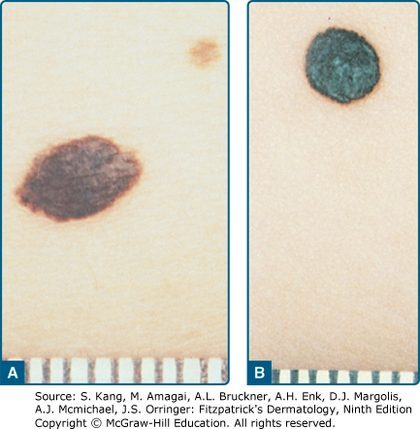 A
B
Source: S. Kang, M. Amagai, A.L. Bruckner, A.H. Enk, D.J. Margolis,
A.J. Mcmichael, J.S. Orringer: Fitzpatrick's Dermatology, Ninth Edition
Copyright © McGraw-Hill Education. All rights reserved.